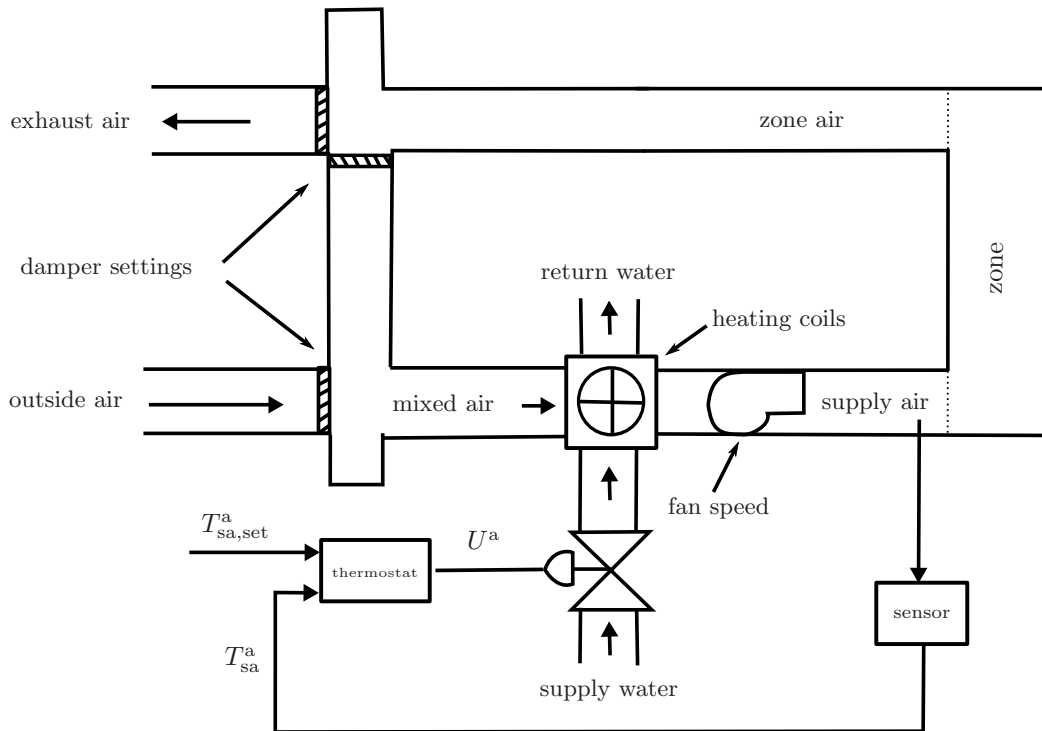 exhaust air
zone air
damper settings
zone
return water
heating coils
outside air
mixed air
supply air
fan speed
T^a_sa,set
U^a
thermostat
sensor
T^a_sa
supply water